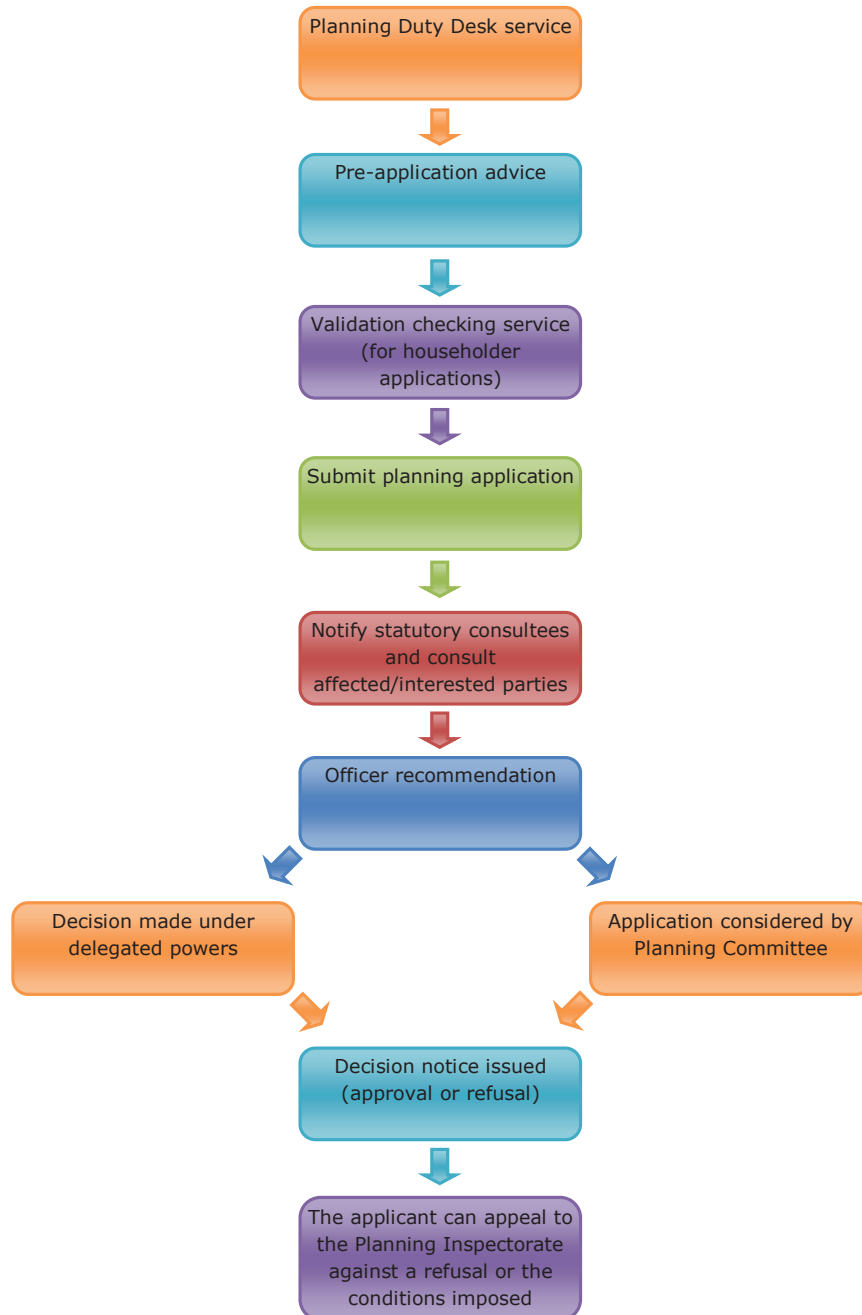 Planning Duty Desk service
Pre-application advice
Validation checking service
(for householder
applications)
Submit planning application
Notify statutory consultees
and consult
affected/interested parties
Officer recommendation
Decision made under
delegated powers
Application considered by
Planning Committee
Decision notice issued
(approval or refusal)
The applicant can appeal to
the Planning Inspectorate
against a refusal or the
conditions imposed